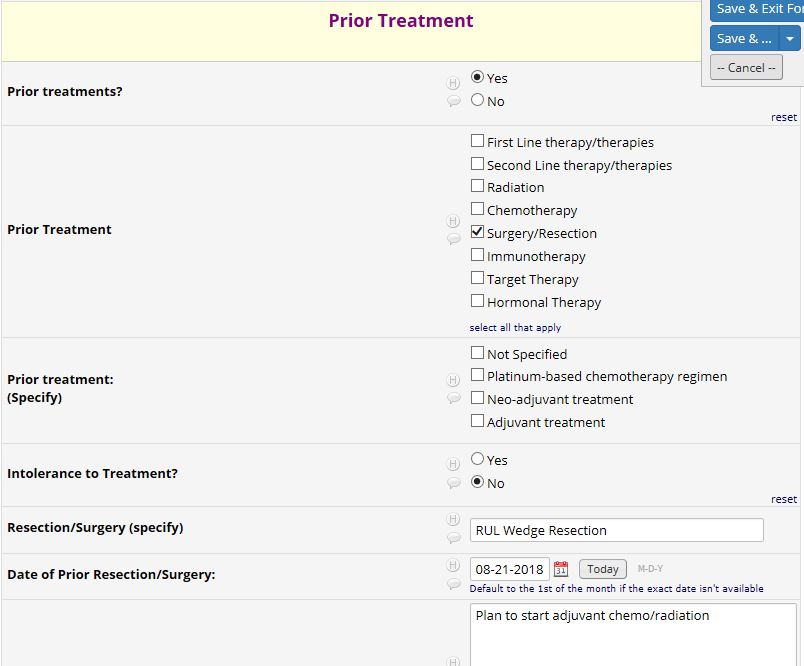 Prior Treatment
Save & Exit For
Save & ...
-- Cancel --
Prior treatments?
H
Yes
No
reset
Prior Treatment
H
First Line therapy/therapies
Second Line therapy/therapies
Radiation
Chemotherapy
Surgery/Resection
Immunotherapy
Target Therapy
Hormonal Therapy
select all that apply
Prior treatment:
(Specify)
H
Not Specified
Platinum-based chemotherapy regimen
Neo-adjuvant treatment
Adjuvant treatment
Intolerance to Treatment?
H
Yes
No
reset
Resection/Surgery (specify)
H
RUL Wedge Resection
Date of Prior Resection/Surgery:
H
08-21-2018
31
Today
M-D-Y
Default to the 1st of the month if the exact date isn't available
Plan to start adjuvant chemo/radiation
H